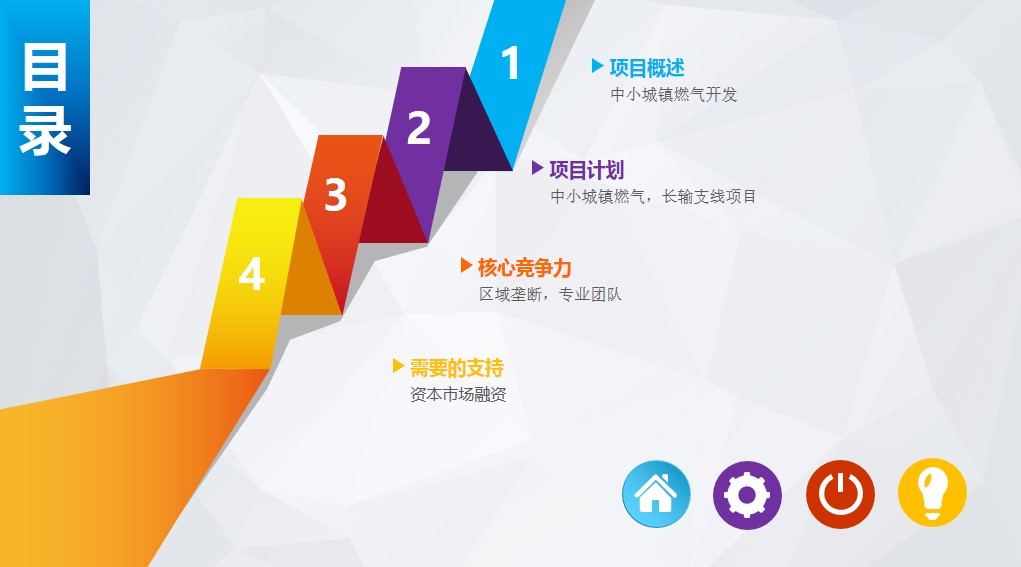 目录
1
项目概述
中小城镇燃气开发
2
项目计划
中小城镇燃气，长输支线项目
3
核心竞争力
区域垄断，专业团队
4
需要的支持
资本市场融资